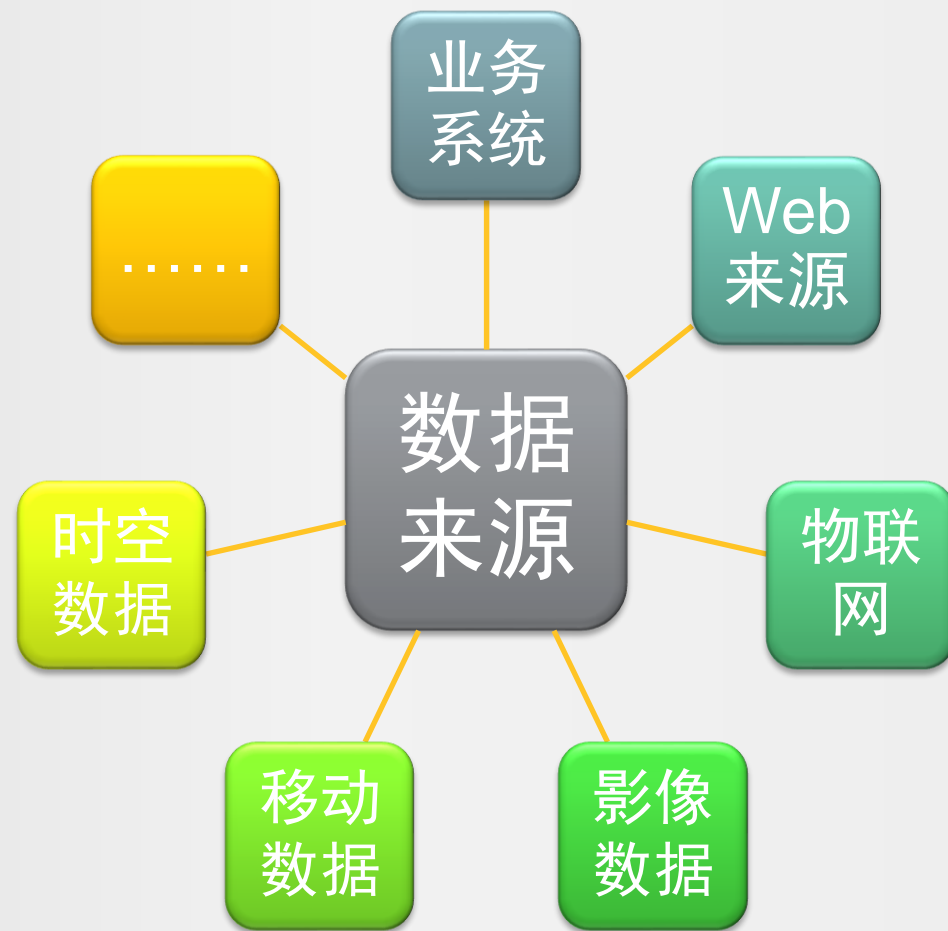 业务
系统
Web
来源
……
数据
来源
时空
数据
物联
网
移动
数据
影像
数据